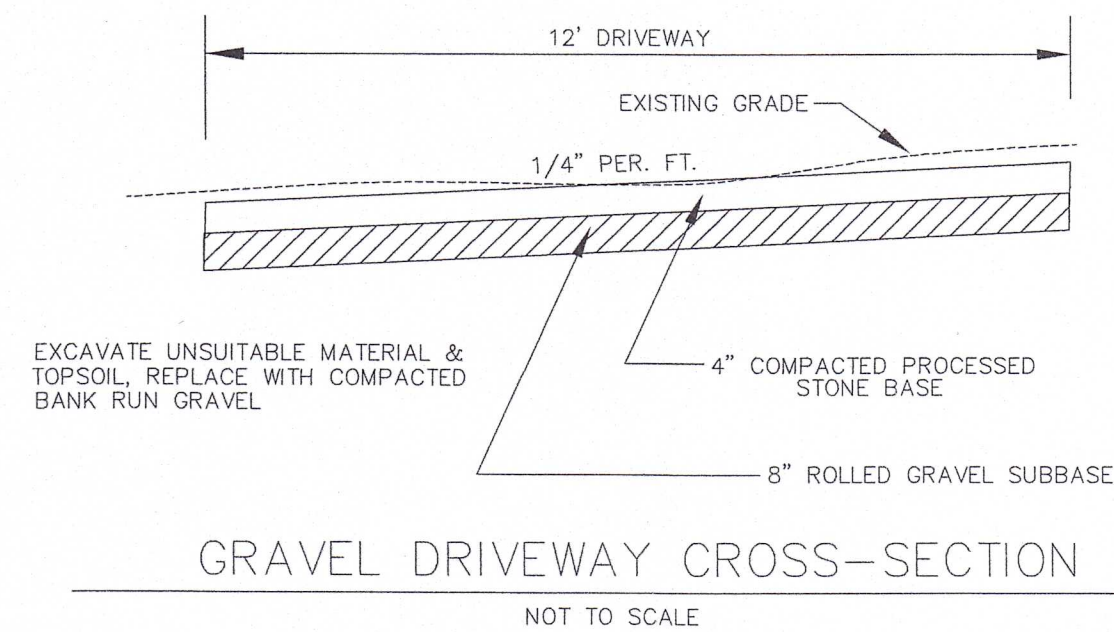 12' DRIVEWAY
EXISTING GRADE
1/4" PER. FT.
EXCAVATE UNSUITABLE MATERIAL &
TOPSOIL, REPLACE WITH COMPACTED
BANK RUN GRAVEL
4" COMPACTED PROCESSED
STONE BASE
8" ROLLED GRAVEL SUBBASE
GRAVEL DRIVEWAY CROSS-SECTION
NOT TO SCALE